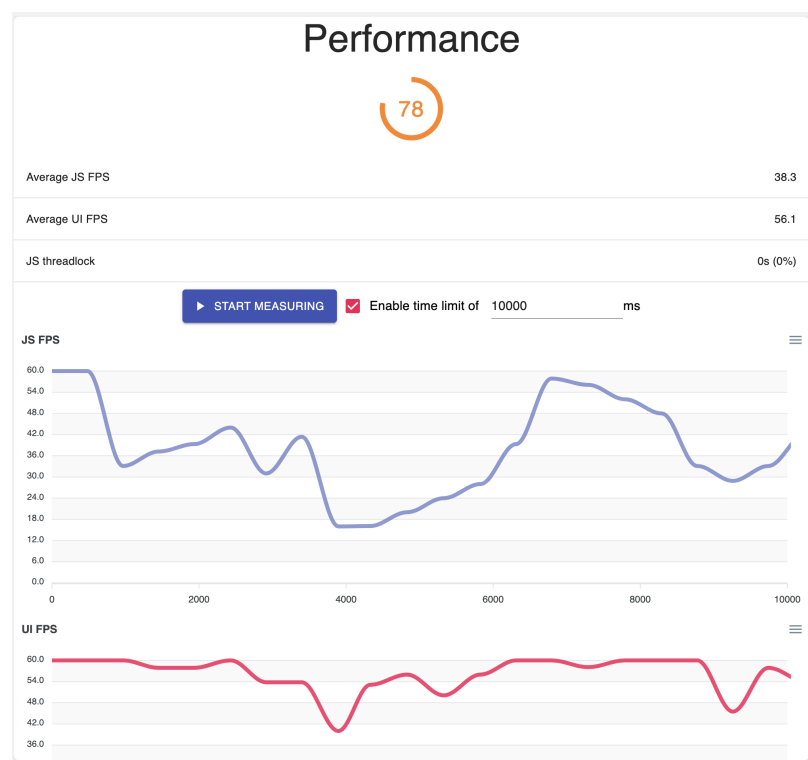 Performance
78
Average JS FPS 38.3
Average UI FPS 56.1
JS threadlock 0s (0%)
START MEASURING Enable time limit of 10000 ms
JS FPS
60.0
54.0
48.0
42.0
36.0
30.0
24.0
18.0
12.0
6.0
0.0
0 2000 4000 6000 8000 10000
UI FPS
60.0
54.0
48.0
42.0
36.0